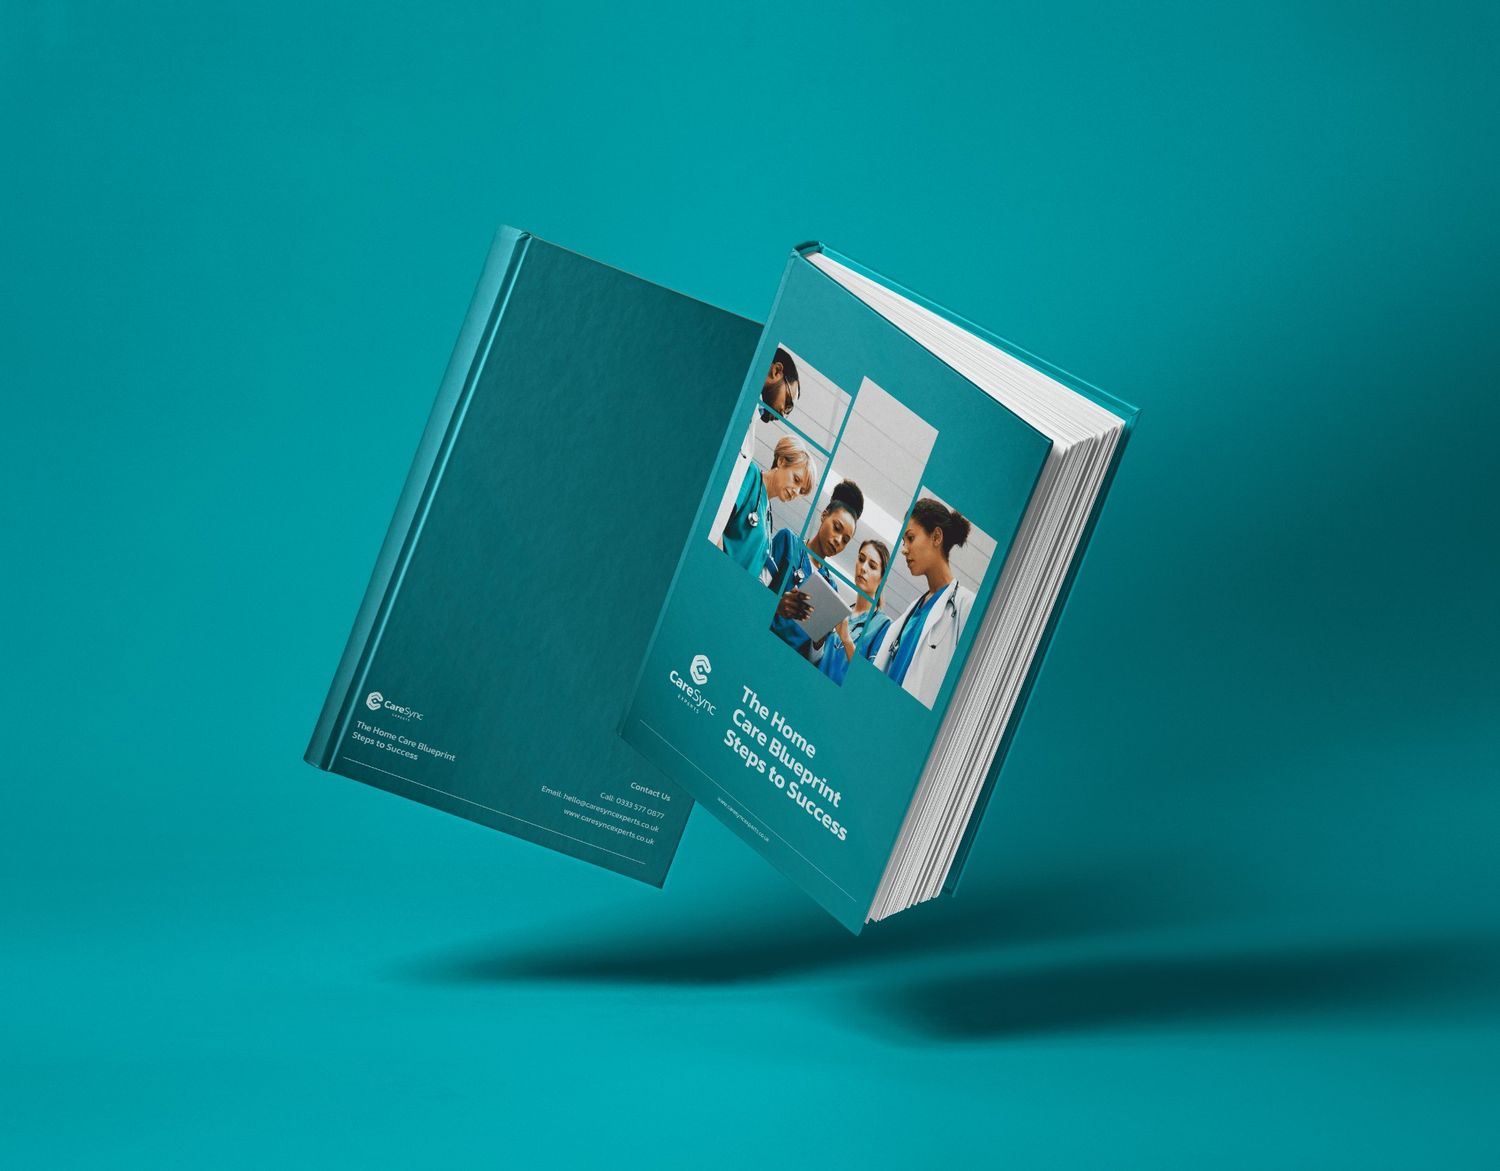 CareSync
EXPERTS
The Home Care Blueprint
Steps to Success
Contact Us
Call: 0333 577 0877
Email: hello@caresyncexperts.co.uk
www.caresyncexperts.co.uk
CareSync
EXPERTS
The Home
Care Blueprint
Steps to Success
www.caresyncexperts.co.uk